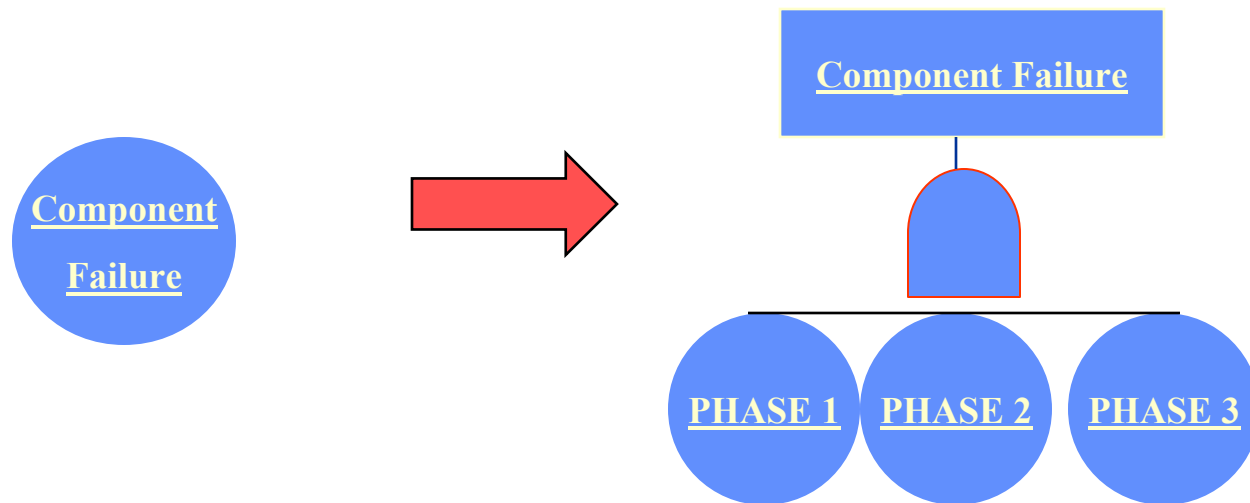 Component
Failure
Component Failure
PHASE 1
PHASE 2
PHASE 3